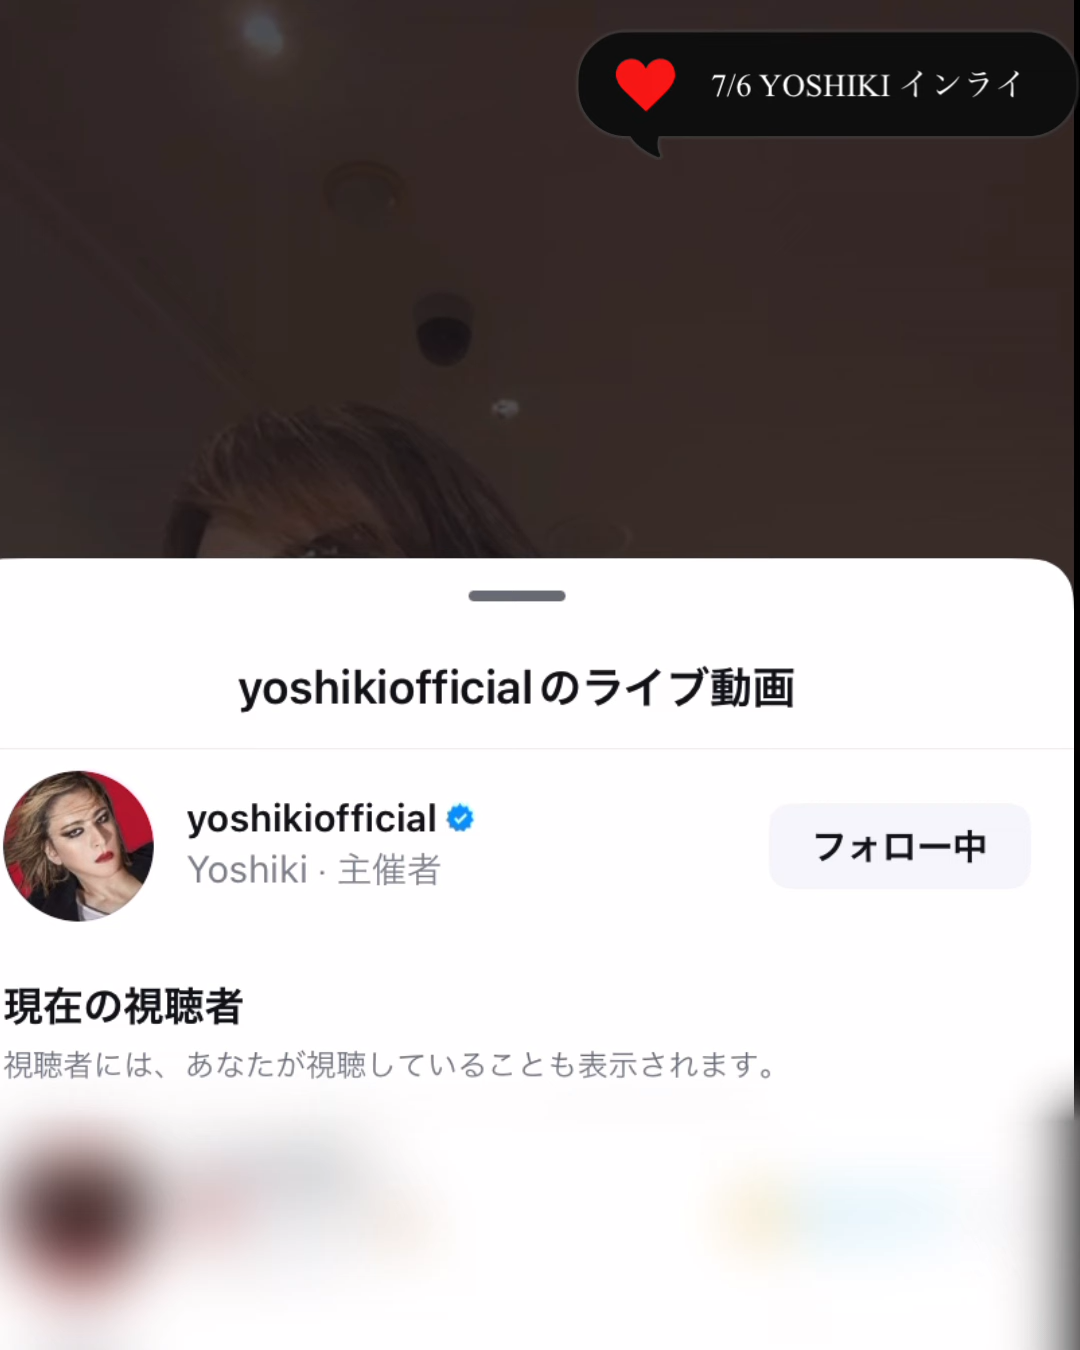 7/6 YOSHIKI インライ
yoshikiofficialのライブ動画
yoshikiofficial
フォロー中
Yoshiki · 主催者
現在の視聴者
視聴者には、あなたが視聴していることも表示されます。